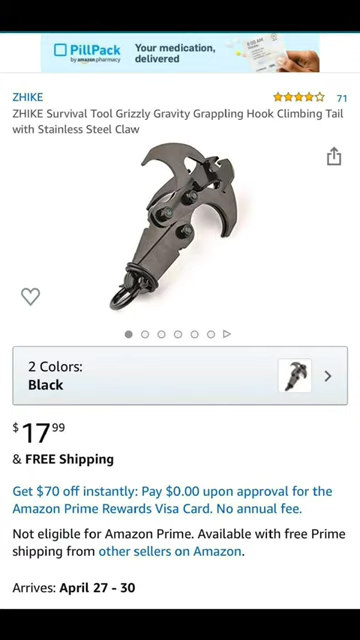 PillPack
by amazon pharmacy
Your medication,
delivered
ZHIKE
71
ZHIKE Survival Tool Grizzly Gravity Grappling Hook Climbing Tail
with Stainless Steel Claw
2 Colors:
Black
$17 99
& FREE Shipping
Get $70 off instantly: Pay $0.00 upon approval for the
Amazon Prime Rewards Visa Card. No annual fee.
Not eligible for Amazon Prime. Available with free Prime
shipping from other sellers on Amazon.
Arrives: April 27 - 30